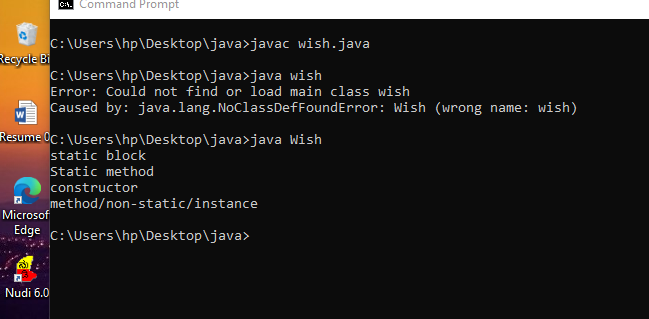 Command Prompt
Recycle Bi
Resume 0
Microsof
Edge
Nudi 6.0
C:\Users\hp\Desktop\java>javac wish.java
C:\Users\hp\Desktop\java>java wish
Error: Could not find or load main class wish
Caused by: java.lang.NoClassDefFoundError: Wish (wrong name: wish)
C:\Users\hp\Desktop\java>java Wish
static block
Static method
constructor
method/non-static/instance
C:\Users\hp\Desktop\java>